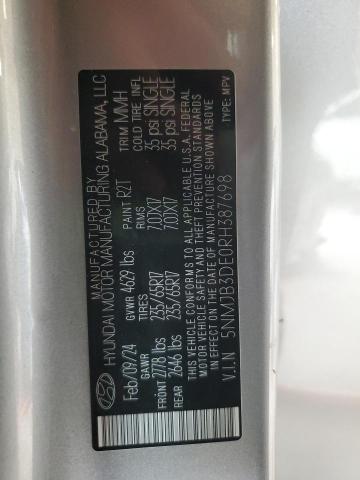 MANUFACTURED BY
HYUNDAI MOTOR MANUFACTURING ALABAMA, LLC
Feb/09/24 GVWR 4629 lbs PAINT R2T TRIM MMH
GAWR TIRES RIMS COLD TIRE INFL
FRONT 2778 lbs 235/65R17 7.0JX17 35 psi SINGLE
REAR 2646 lbs 235/65R17 7.0JX17 35 psi SINGLE
THIS VEHICLE CONFORMS TO ALL APPLICABLE U.S.A. FEDERAL
MOTOR VEHICLE SAFETY AND THEFT PREVENTION STANDARDS
IN EFFECT ON THE DATE OF MANUFACTURE SHOWN ABOVE
V.I.N 5NMJB3DE0RH387698 TYPE: MPV